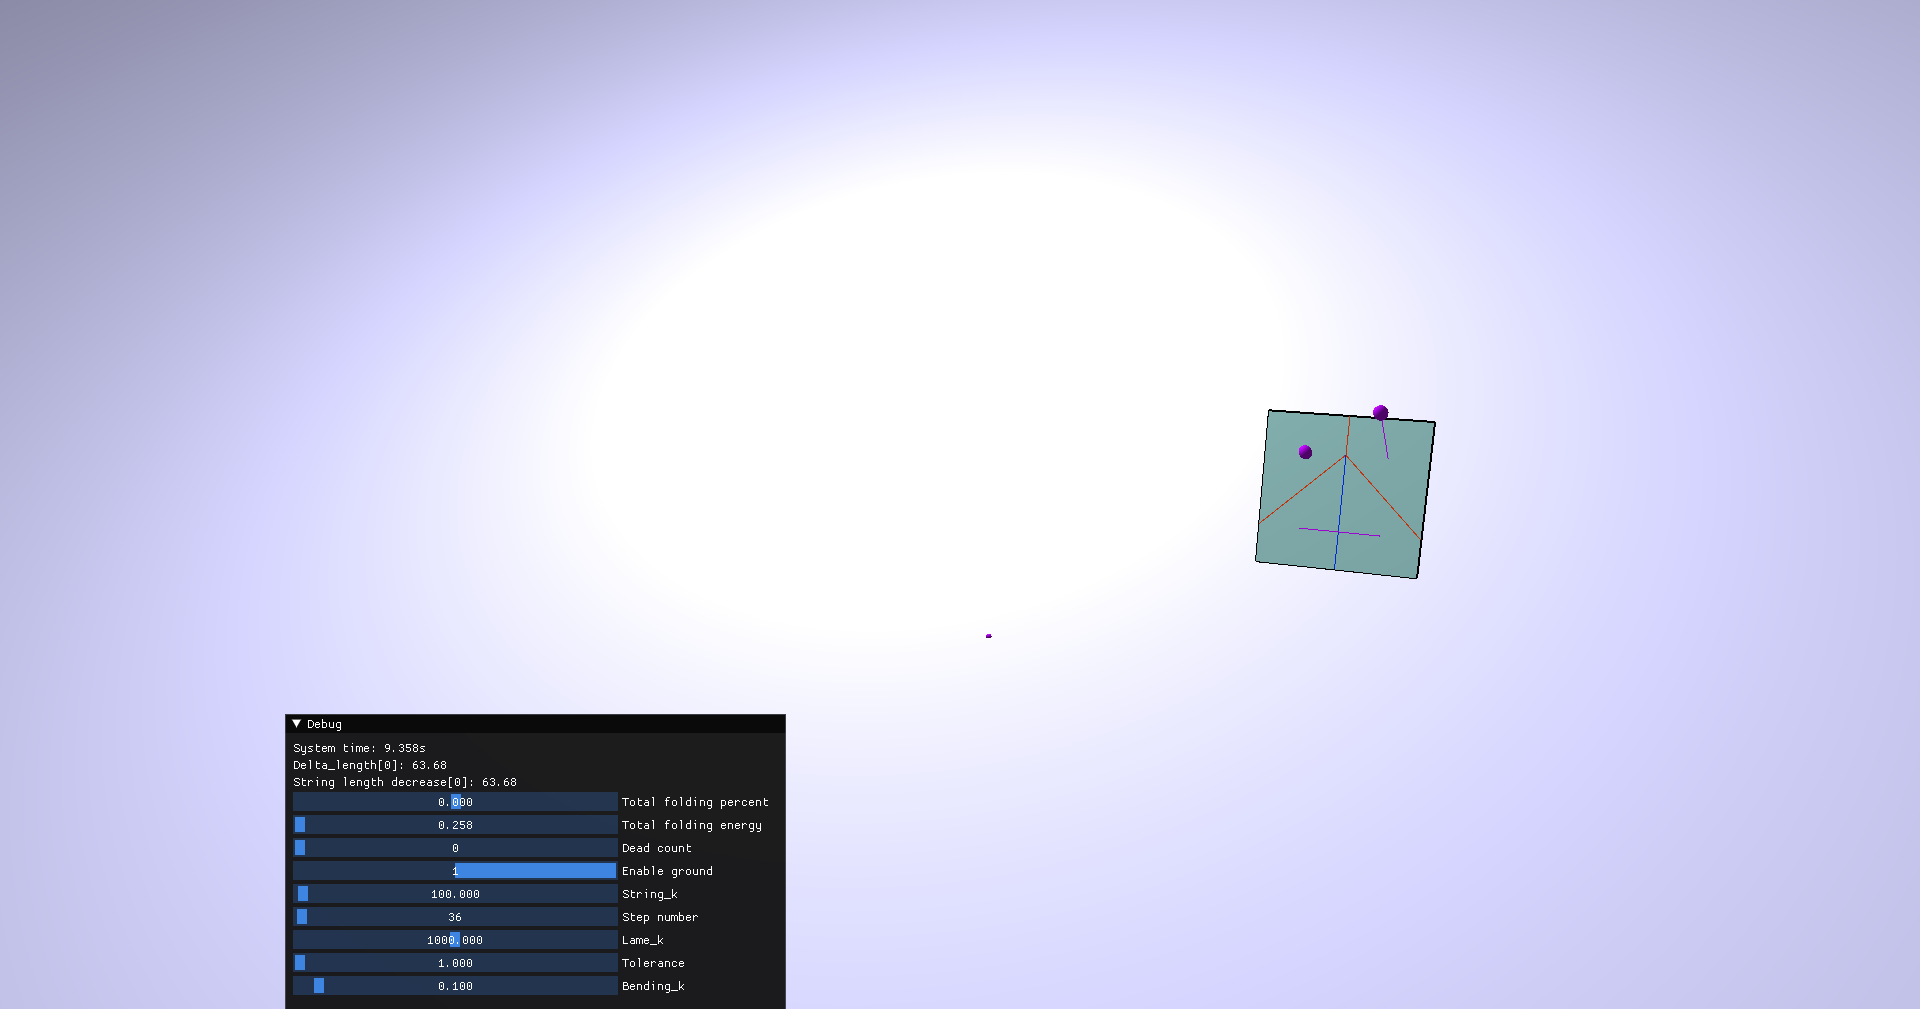 Debug
System time: 9.358s
Delta_length[0]: 63.68
String length decrease[0]: 63.68
0.000 Total folding percent
0.258 Total folding energy
0 Dead count
1 Enable ground
100.000 String_k
36 Step number
1000.000 Lame_k
1.000 Tolerance
0.100 Bending_k